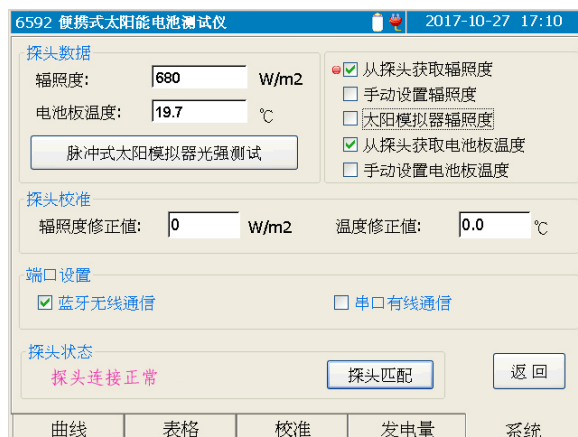 6592 便携式太阳能电池测试仪 2017-10-27 17:10
探头数据
辐照度: 680 W/m2
电池板温度: 19.7 ℃
脉冲式太阳模拟器光强测试
从探头获取辐照度
手动设置辐照度
太阳模拟器辐照度
从探头获取电池板温度
手动设置电池板温度
探头校准
辐照度修正值: 0 W/m2 温度修正值: 0.0 ℃
端口设置
蓝牙无线通信 串口有线通信
探头状态
探头连接正常 探头匹配 返回
曲线 表格 校准 发电量 系统